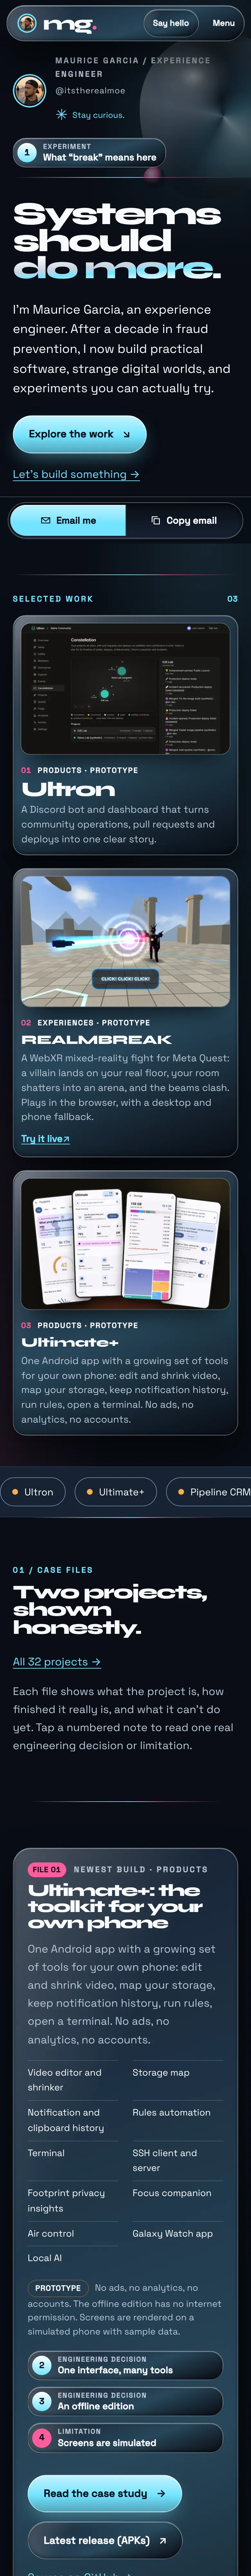 mg.
Say hello
Menu
MAURICE GARCIA / EXPERIENCE
ENGINEER
@itstherealmoe
Stay curious.
1
EXPERIMENT
What "break" means here
Systems
should
do more.
I'm Maurice Garcia, an experience
engineer. After a decade in fraud
prevention, I now build practical
software, strange digital worlds, and
experiments you can actually try.
Explore the work ↘
Let's build something →
Email me
Copy email
SELECTED WORK
03
Constellation
01 PRODUCTS · PROTOTYPE
Ultron
A Discord bot and dashboard that turns
community operations, pull requests and
deploys into one clear story.
CLICK! CLICK! CLICK!
02 EXPERIENCES · PROTOTYPE
REALMBREAK
A WebXR mixed-reality fight for Meta Quest:
a villain lands on your real floor, your room
shatters into an arena, and the beams clash.
Plays in the browser, with a desktop and
phone fallback.
Try it live↗
03 PRODUCTS · PROTOTYPE
Ultimate+
One Android app with a growing set of tools
for your own phone: edit and shrink video,
map your storage, keep notification history,
run rules, open a terminal. No ads, no
analytics, no accounts.
Ultron
Ultimate+
Pipeline CRM
01 / CASE FILES
Two projects,
shown
honestly.
All 32 projects →
Each file shows what the project is, how
finished it really is, and what it can't do
yet. Tap a numbered note to read one real
engineering decision or limitation.
FILE 01
NEWEST BUILD · PRODUCTS
Ultimate+: the
toolkit for your
own phone
One Android app with a growing set
of tools for your own phone: edit
and shrink video, map your storage,
keep notification history, run rules,
open a terminal. No ads, no
analytics, no accounts.
Video editor and
shrinker
Storage map
Notification and
clipboard history
Rules automation
Terminal
SSH client and
server
Footprint privacy
insights
Focus companion
Air control
Galaxy Watch app
Local AI
PROTOTYPE
No ads, no analytics, no
accounts. The offline edition has no internet
permission. Screens are rendered on a
simulated phone with sample data.
2
ENGINEERING DECISION
One interface, many tools
3
ENGINEERING DECISION
An offline edition
4
LIMITATION
Screens are simulated
Read the case study →
Latest release (APKs) ↗